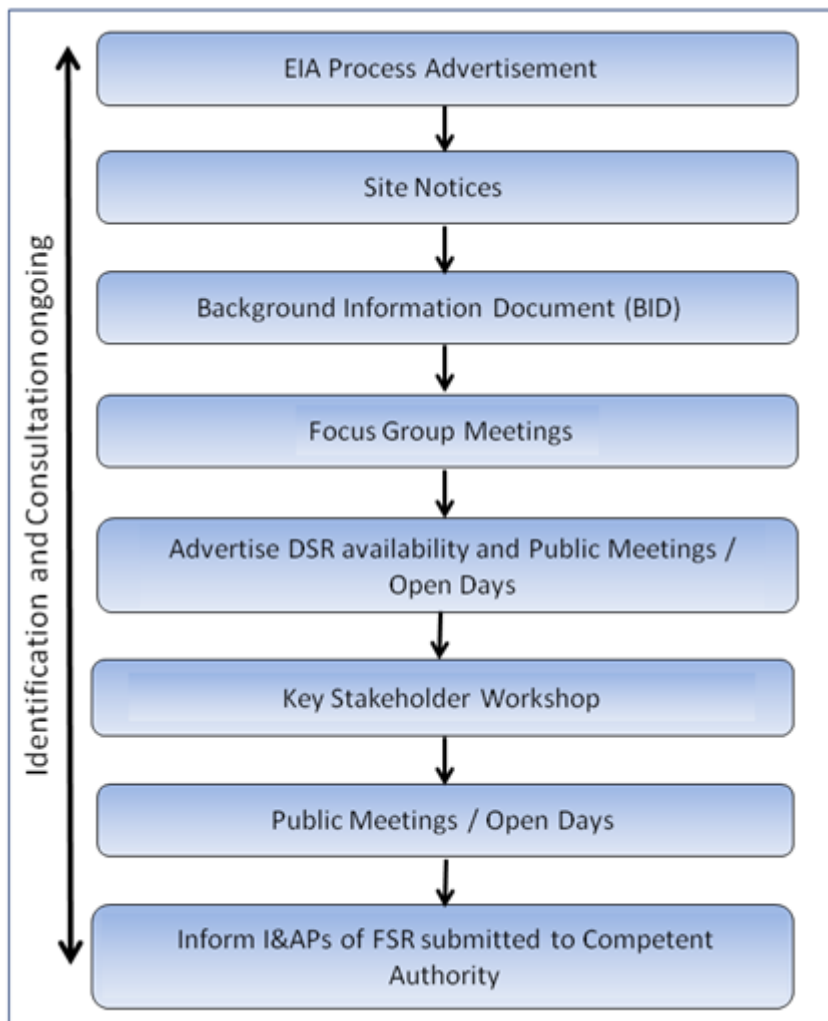 EIA Process Advertisement
Site Notices
Background Information Document (BID)
Focus Group Meetings
Advertise DSR availability and Public Meetings /
Open Days
Key Stakeholder Workshop
Public Meetings / Open Days
Inform I&APs of FSR submitted to Competent
Authority
Identification and Consultation ongoing